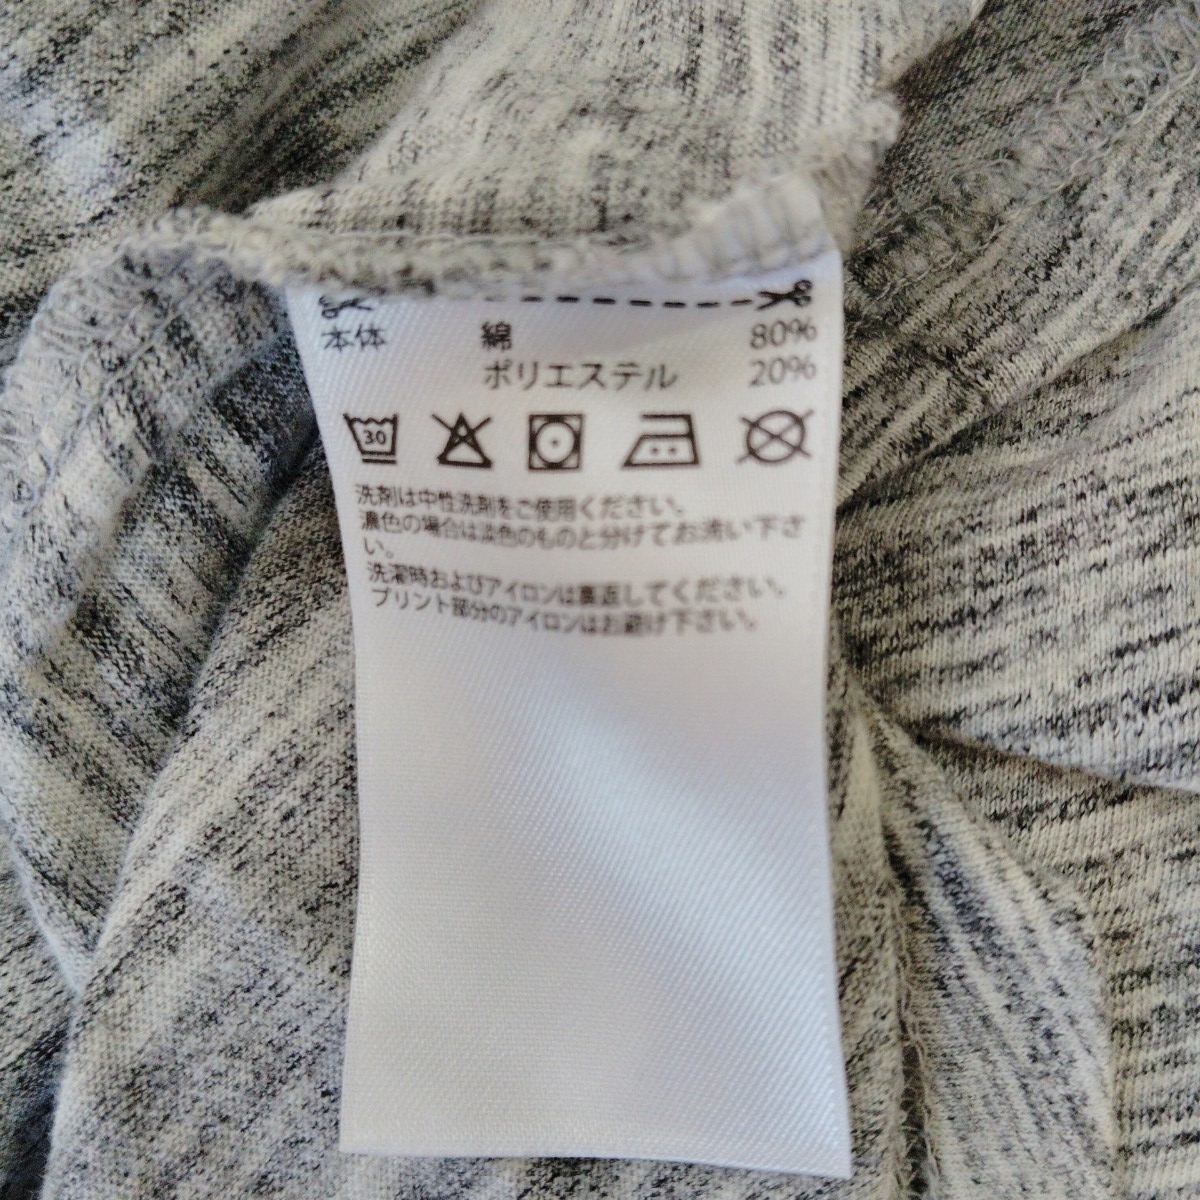 本体 綿 80%
ポリエステル 20%
30
洗剤は中性洗剤をご使用ください。
濃色の場合は淡色のものと分けてお洗い下さ
い。
洗濯時およびアイロンは裏返してください。
プリント部分のアイロンはお避け下さい。